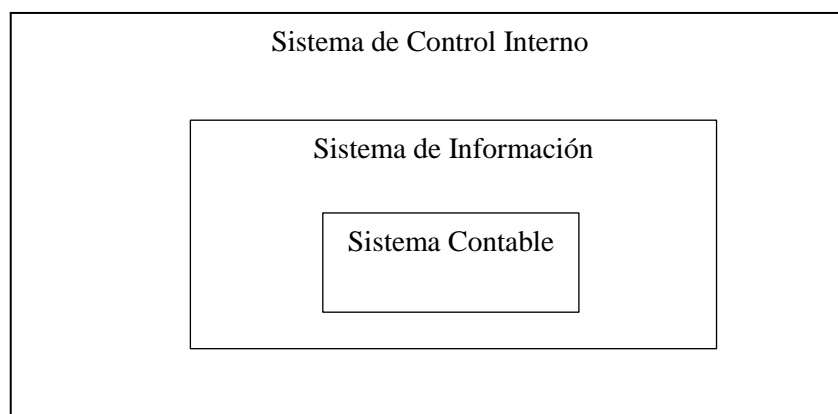 Sistema de Control Interno
Sistema de Información
Sistema Contable